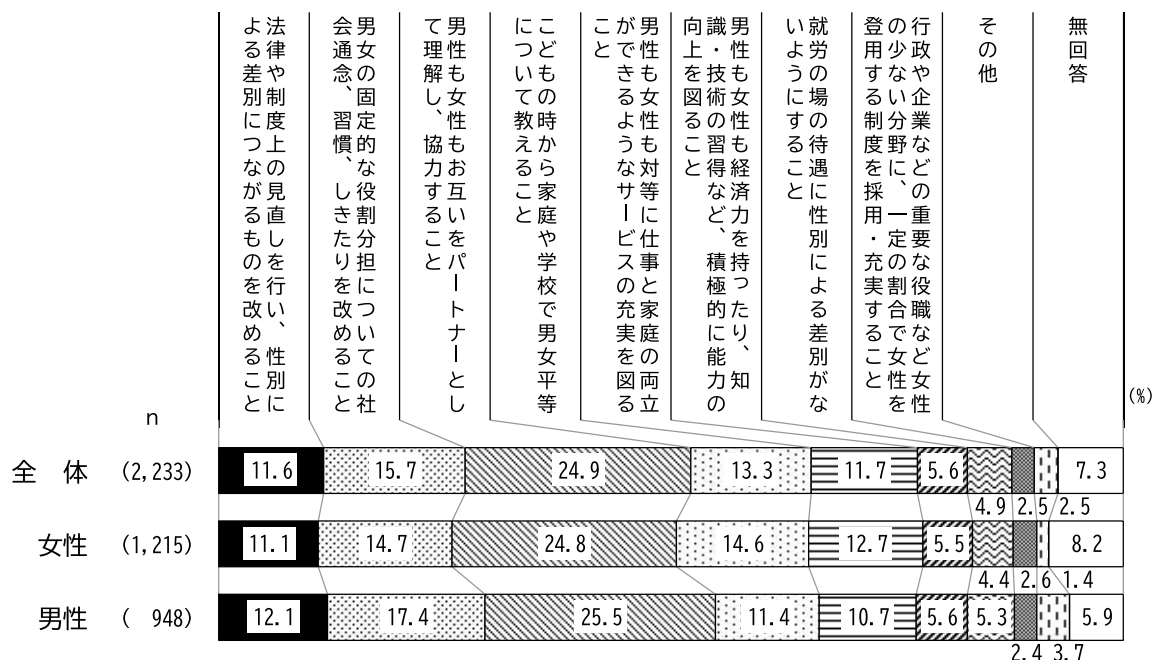 法律や制度上の見直しを行い、性別に
よる差別につながるものを改めること
男女の固定的な役割分担についての社
会通念、習慣、しきたりを改めること
男性も女性もお互いをパートナーとし
て理解し、協力すること
こどもの時から家庭や学校で男女平等
について教えること
男性も女性も対等に仕事と家庭の両立
ができるようなサービスの充実を図る
こと
男性も女性も経済力を持ったり、知
識・技術の習得など、積極的に能力の
向上を図ること
就労の場の待遇に性別による差別がな
いようにすること
行政や企業などの重要な役職など女性
の少ない分野に、一定の割合で女性を
登用する制度を採用・充実すること
その他
無回答
(%)
n
全 体 (2,233) 11.6 15.7 24.9 13.3 11.7 5.6 7.3
4.9 2.5 2.5
女性 (1,215) 11.1 14.7 24.8 14.6 12.7 5.5 8.2
4.4 2.6 1.4
男性 ( 948) 12.1 17.4 25.5 11.4 10.7 5.6 5.3 5.9
2.4 3.7